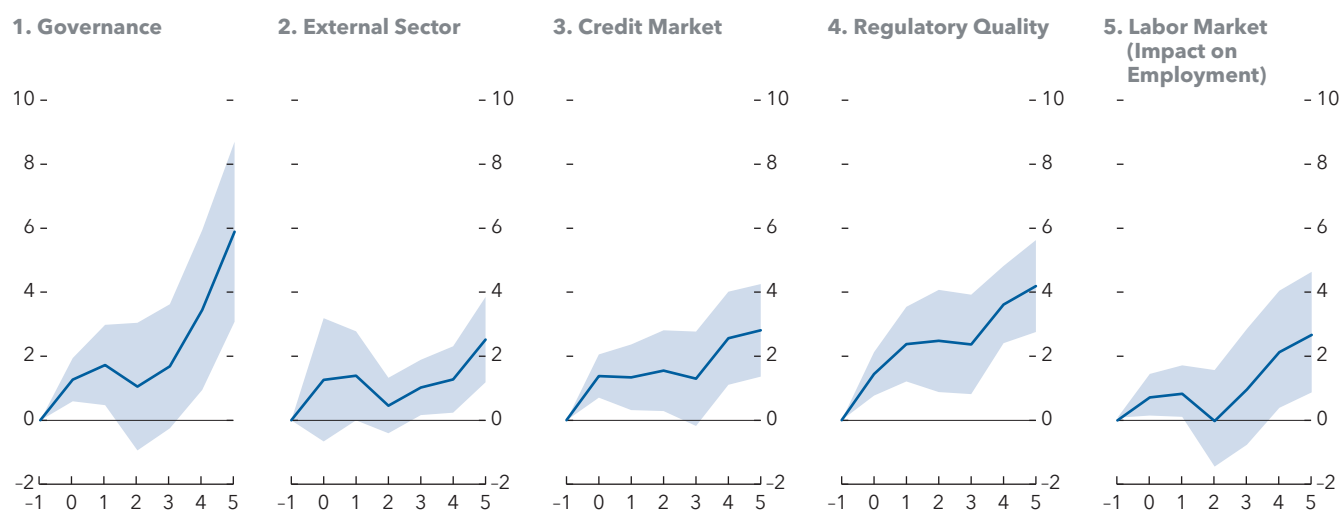 1. Governance
2. External Sector
3. Credit Market
4. Regulatory Quality
5. Labor Market
(Impact on
Employment)
10
10
10
10
10
8
8
8
8
8
6
6
6
6
6
4
4
4
4
4
2
2
2
2
2
0
0
0
0
0
–2
–2
–2
–2
–2
–1 0 1 2 3 4 5
–1 0 1 2 3 4 5
–1 0 1 2 3 4 5
–1 0 1 2 3 4 5
–1 0 1 2 3 4 5